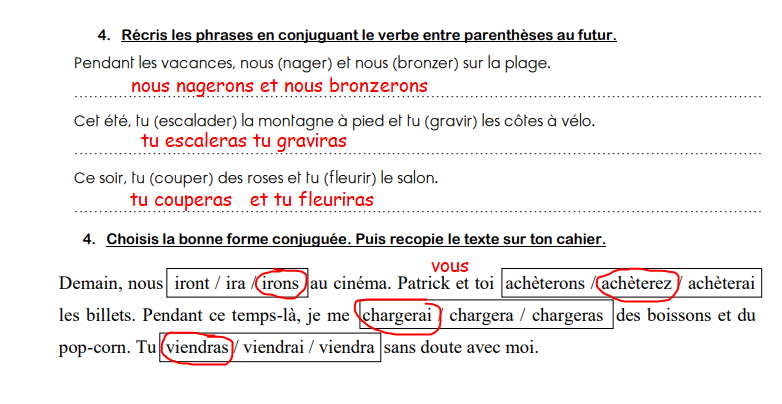 4. Récris les phrases en conjuguant le verbe entre parenthèses au futur.
Pendant les vacances, nous (nager) et nous (bronzer) sur la plage.
nous nagerons et nous bronzerons
Cet été, tu (escalader) la montagne à pied et tu (gravir) les côtes à vélo.
tu escaleras tu graviras
Ce soir, tu (couper) des roses et tu (fleurir) le salon.
tu couperas et tu fleuriras
4. Choisis la bonne forme conjuguée. Puis recopie le texte sur ton cahier.
vous
Demain, nous iront / ira / irons au cinéma. Patrick et toi achèterons / achèterez / achèterai
les billets. Pendant ce temps-là, je me chargerai / chargera / chargeras des boissons et du
pop-corn. Tu viendras / viendrai / viendra sans doute avec moi.